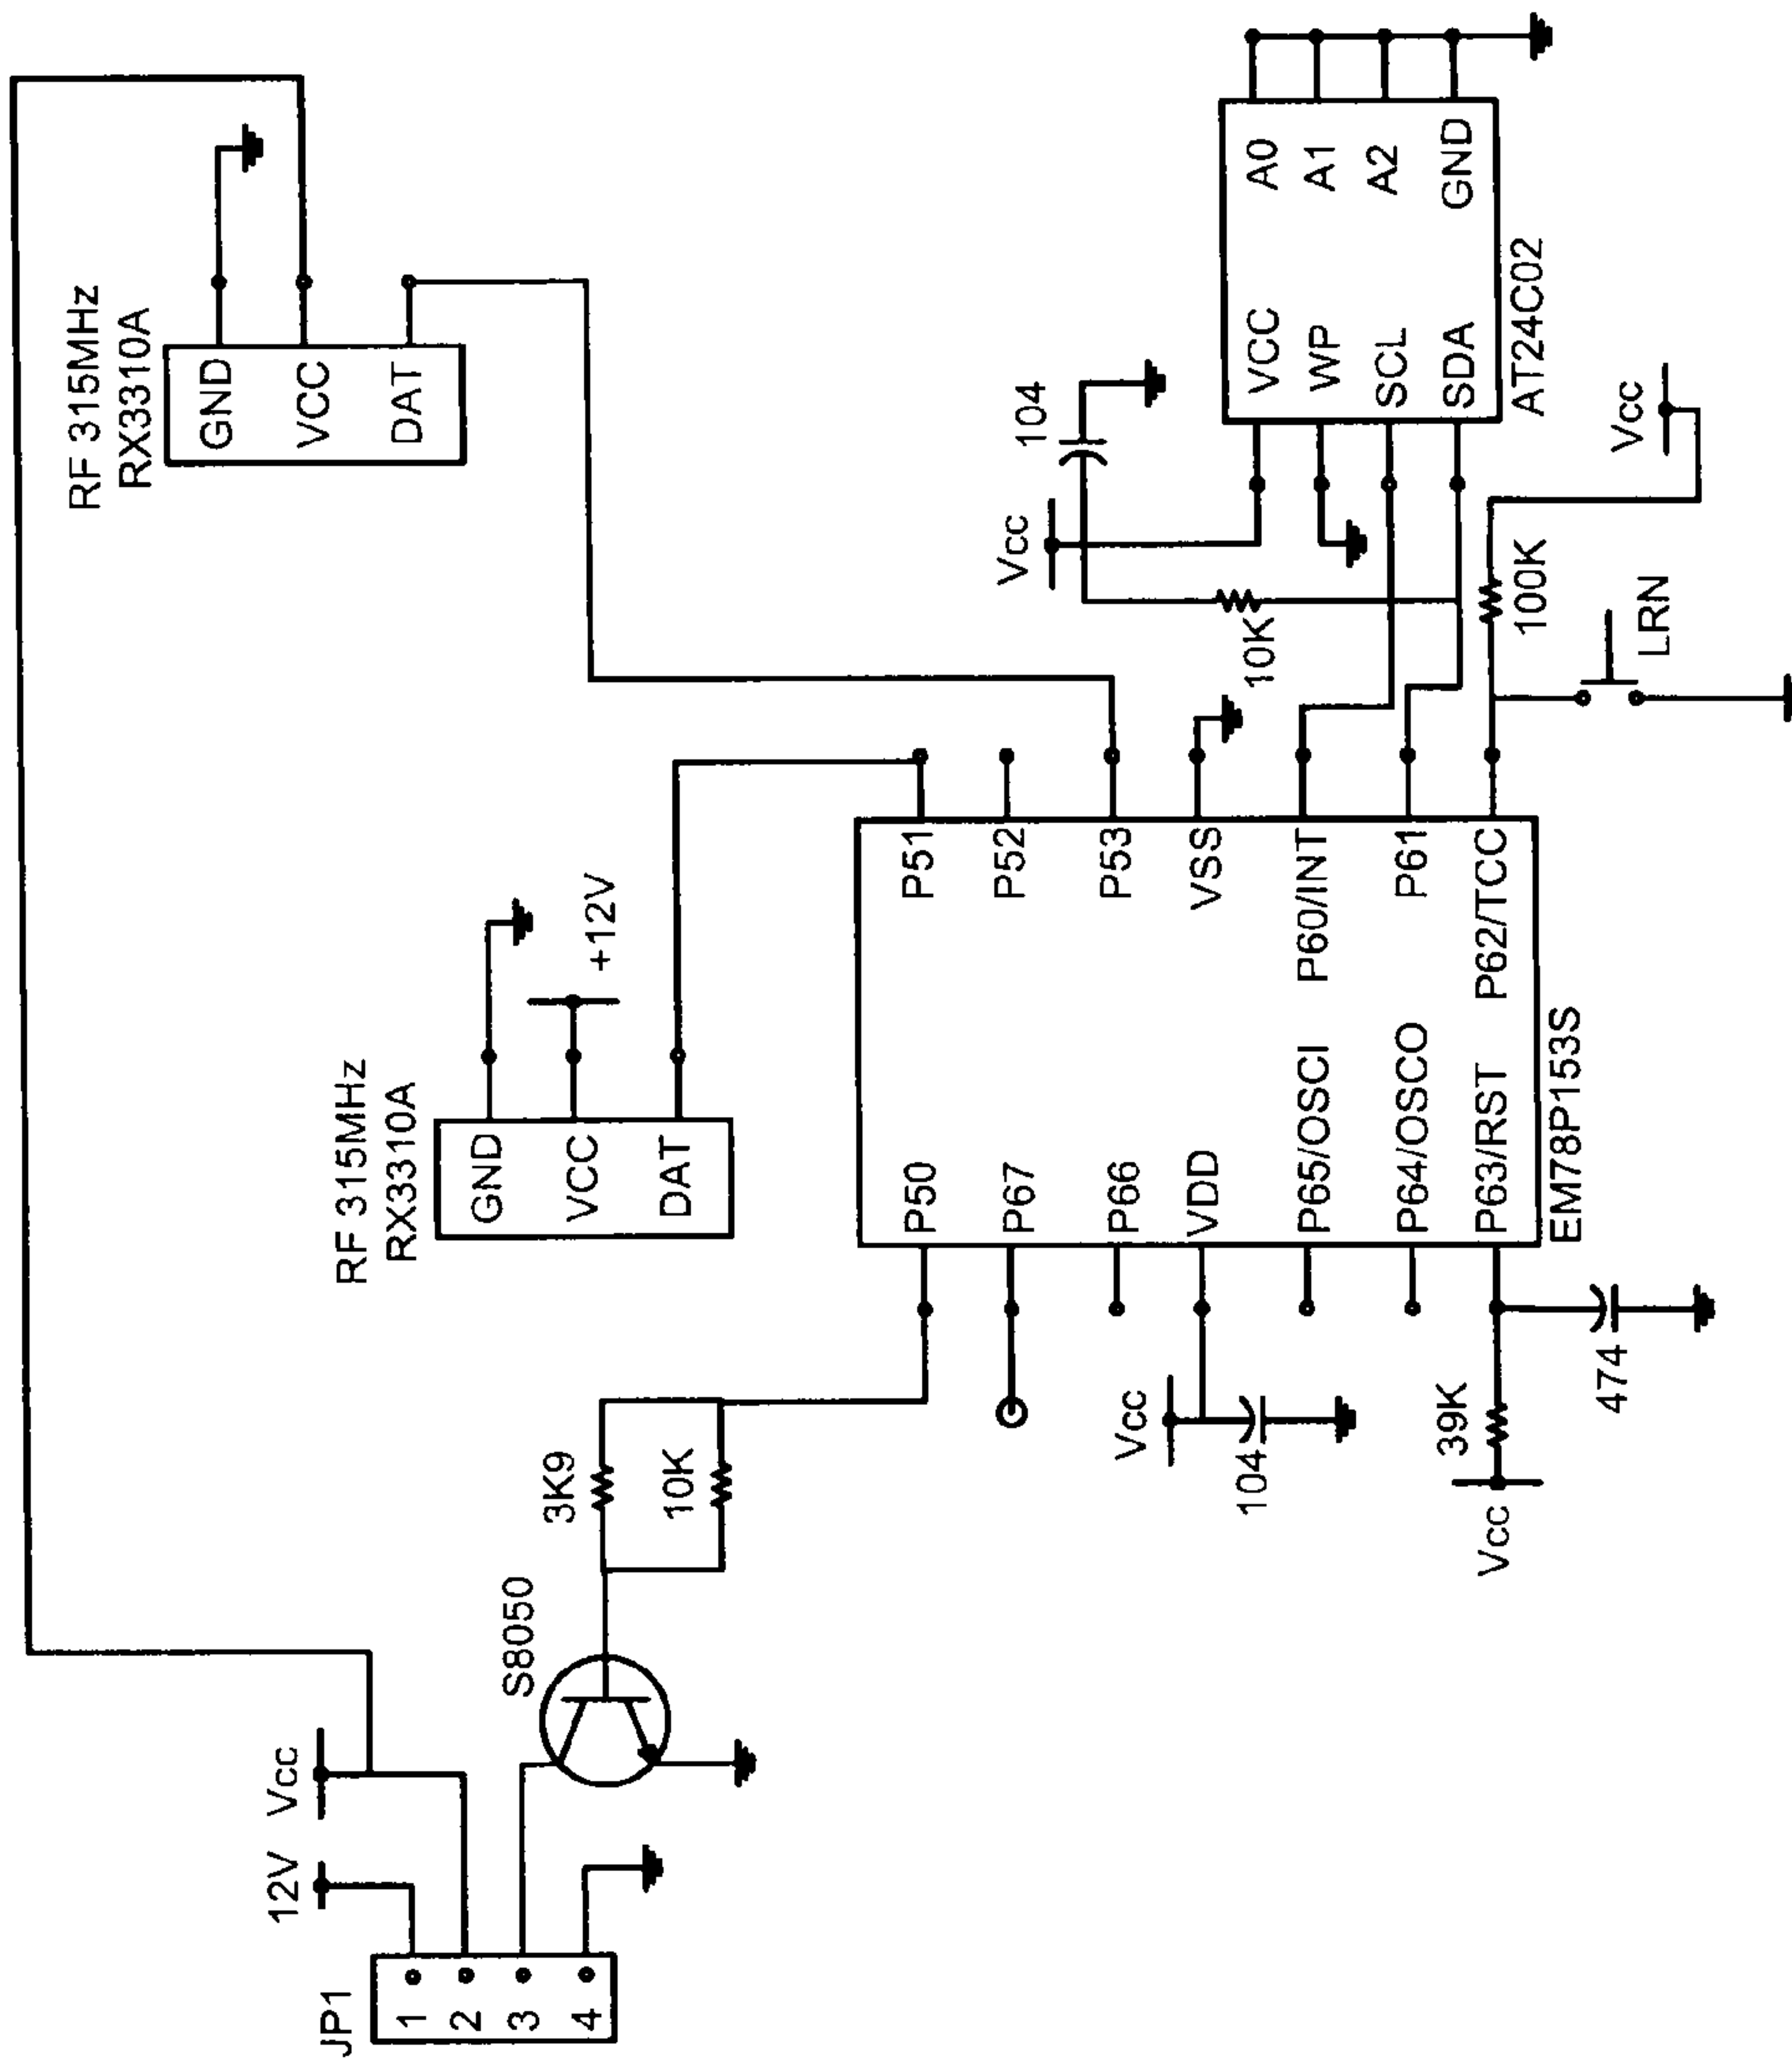 JP1
1
2
3
4
12V
Vcc
S8050
3K9
10K
RF 315MHz
RX3310A
GND
VCC
DAT
+12V
RF 315MHz
RX3310A
GND
VCC
DAT
P50
P67
P66
VDD
P65/OSCI
P64/OSCO
P63/RST
P51
P52
P53
VSS
P60/INT
P61
P62/TCC
EM78P153S
Vcc
104
Vcc
39K
474
10K
Vcc
104
VCC
WP
SCL
SDA
A0
A1
A2
GND
AT24C02
100K
Vcc
LRN